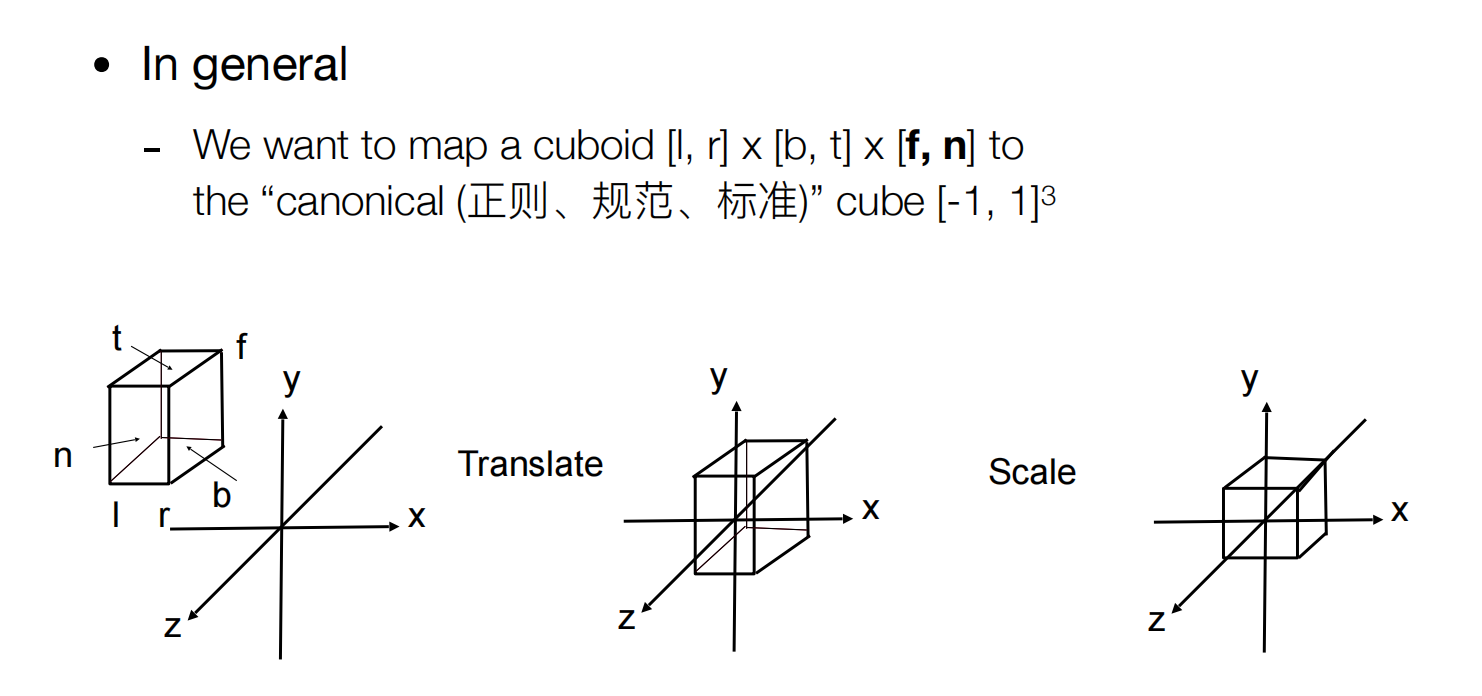 • In general
- We want to map a cuboid [l, r] x [b, t] x [f, n] to
the “canonical (正则、规范、标准)” cube [-1, 1]³
t
f
n
b
l
r
y
x
z
Translate
y
x
z
Scale
y
x
z